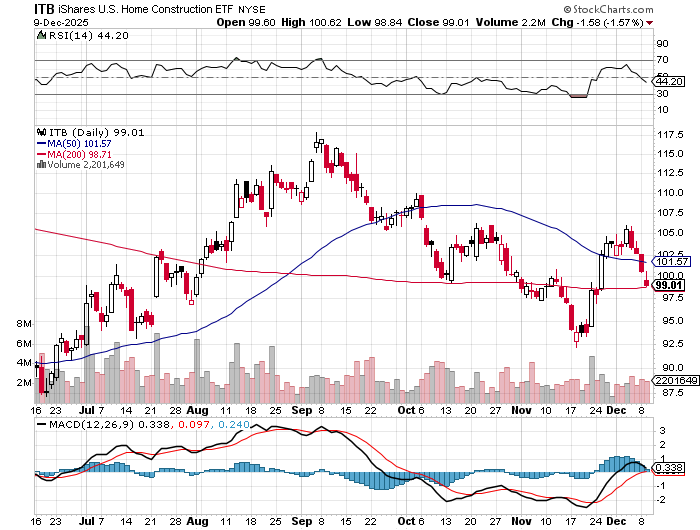 ITB iShares U.S. Home Construction ETF NYSE
© StockCharts.com
9-Dec-2025
Open 99.60 High 100.62 Low 98.84 Close 99.01 Volume 2.2M Chg -1.58 (-1.57%)
RSI(14) 44.20
90
70
50
44.20
30
10
ITB (Daily) 99.01
MA(50) 101.57
MA(200) 98.71
Volume 2,201,649
117.5
115.0
112.5
110.0
107.5
105.0
102.5
101.57
100.0
99.01
97.5
95.0
92.5
90.0
87.5
8M
6M
4M
2M
2201649
16 23 Jul 7 14 21 28 Aug 11 18 25 Sep 8 15 22 Oct 6 13 20 27 Nov 10 17 24 Dec 8
MACD(12,26,9) 0.338, 0.097, 0.240
3
2
1
0.338
-1
-2
16 23 Jul 7 14 21 28 Aug 11 18 25 Sep 8 15 22 Oct 6 13 20 27 Nov 10 17 24 Dec 8